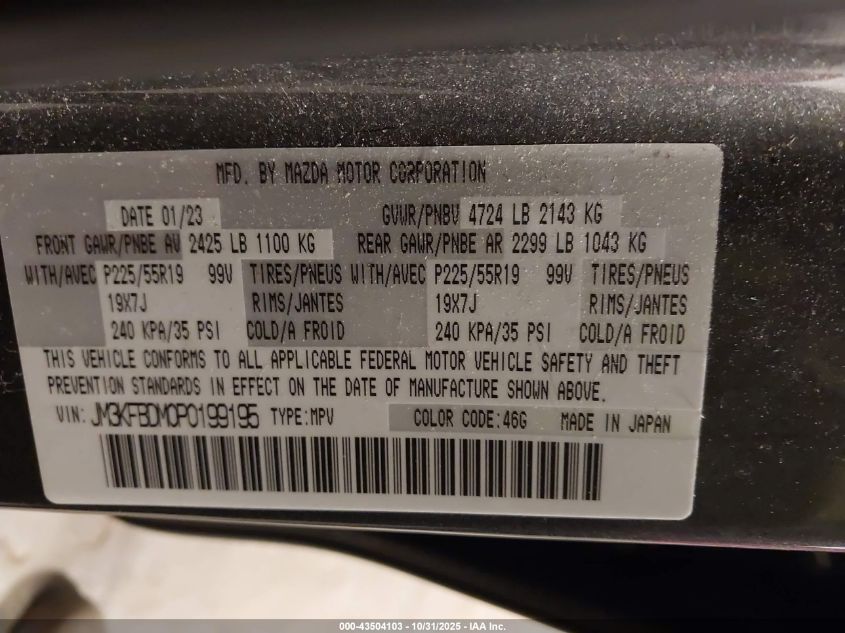 MFD. BY MAZDA MOTOR CORPORATION
DATE 01/23 GVWR/PNBV 4724 LB 2143 KG
FRONT GAWR/PNBE AV 2425 LB 1100 KG REAR GAWR/PNBE AR 2299 LB 1043 KG
WITH/AVEC P225/55R19 99V TIRES/PNEUS WITH/AVEC P225/55R19 99V TIRES/PNEUS
19X7J RIMS/JANTES 19X7J RIMS/JANTES
240 KPA/35 PSI COLD/A FROID 240 KPA/35 PSI COLD/A FROID
THIS VEHICLE CONFORMS TO ALL APPLICABLE FEDERAL MOTOR VEHICLE SAFETY AND THEFT
PREVENTION STANDARDS IN EFFECT ON THE DATE OF MANUFACTURE SHOWN ABOVE.
VIN: JM3KFBDM0P0199195 TYPE:MPV COLOR CODE:46G MADE IN JAPAN
000-43504103 - 10/31/2025 - IAA Inc.